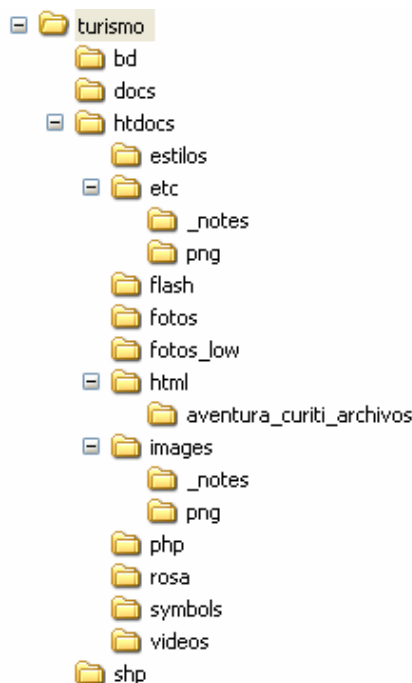 turismo
bd
docs
htdocs
estilos
etc
_notes
png
flash
fotos
fotos_low
html
aventura_curiti_archivos
images
_notes
png
php
rosa
symbols
videos
shp